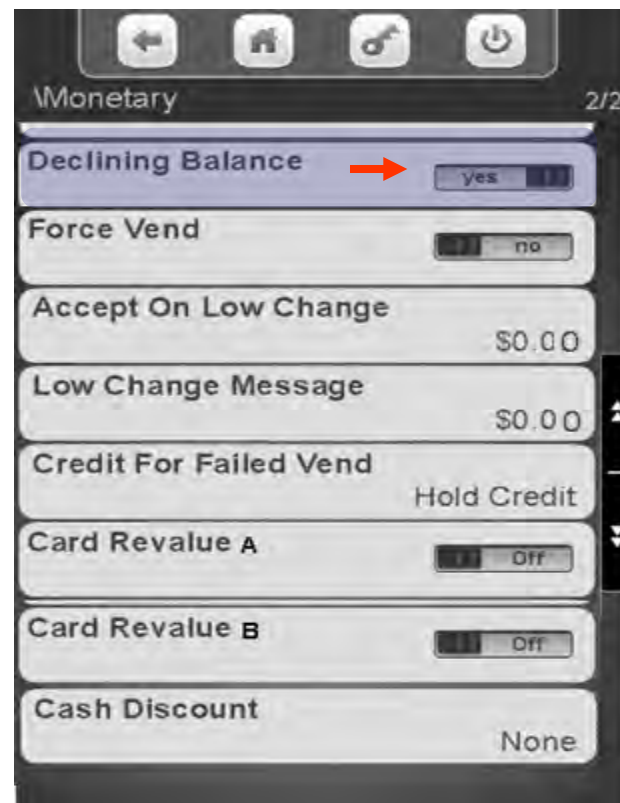 \Monetary
2/2
Declining Balance
yes
Force Vend
no
Accept On Low Change
$0.00
Low Change Message
$0.00
Credit For Failed Vend
Hold Credit
Card Revalue A
Off
Card Revalue B
Off
Cash Discount
None